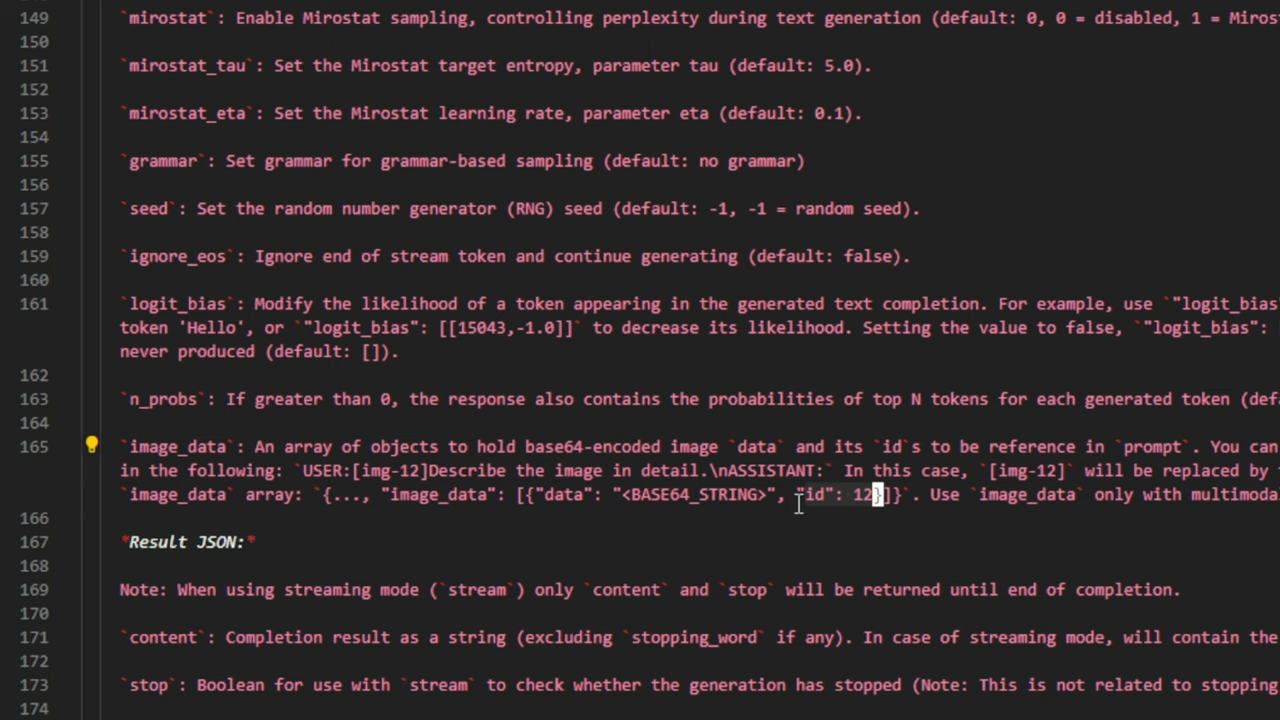 149 `mirostat`: Enable Mirostat sampling, controlling perplexity during text generation (default: 0, 0 = disabled, 1 = Miros
150
151 `mirostat_tau`: Set the Mirostat target entropy, parameter tau (default: 5.0).
152
153 `mirostat_eta`: Set the Mirostat learning rate, parameter eta (default: 0.1).
154
155 `grammar`: Set grammar for grammar-based sampling (default: no grammar)
156
157 `seed`: Set the random number generator (RNG) seed (default: -1, -1 = random seed).
158
159 `ignore_eos`: Ignore end of stream token and continue generating (default: false).
160
161 `logit_bias`: Modify the likelihood of a token appearing in the generated text completion. For example, use `"logit_bias
token 'Hello', or `"logit_bias": [[15043,-1.0]]` to decrease its likelihood. Setting the value to false, `"logit_bias":
never produced (default: []).
162
163 `n_probs`: If greater than 0, the response also contains the probabilities of top N tokens for each generated token (def
164
165 `image_data`: An array of objects to hold base64-encoded image `data` and its `id`s to be reference in `prompt`. You can
in the following: `USER:[img-12]Describe the image in detail.\nASSISTANT:` In this case, `[img-12]` will be replaced by
`image_data` array: `{..., "image_data": [{"data": "<BASE64_STRING>", "id": 12}]}`. Use `image_data` only with multimoda
166
167 *Result JSON:*
168
169 Note: When using streaming mode (`stream`) only `content` and `stop` will be returned until end of completion.
170
171 `content`: Completion result as a string (excluding `stopping_word` if any). In case of streaming mode, will contain the
172
173 `stop`: Boolean for use with `stream` to check whether the generation has stopped (Note: This is not related to stopping
174